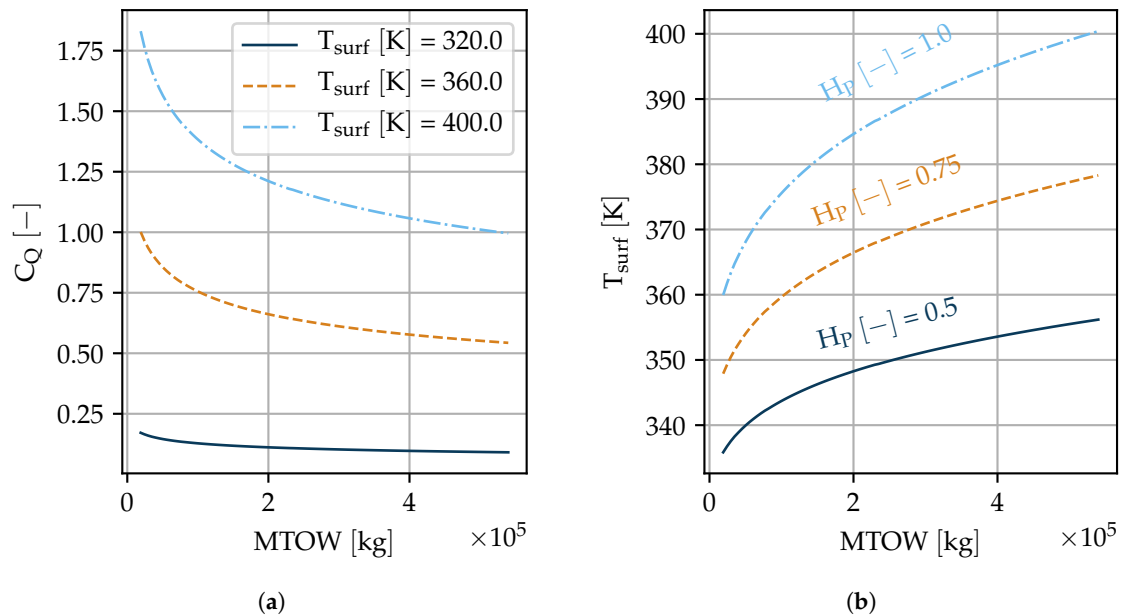 C_Q [−]
1.75
1.50
1.25
1.00
0.75
0.50
0.25
T_surf [K] = 320.0
T_surf [K] = 360.0
T_surf [K] = 400.0
0
2
4
×10^5
MTOW [kg]
(a)
T_surf [K]
400
390
380
370
360
350
340
H_P [−] = 1.0
H_P [−] = 0.75
H_P [−] = 0.5
0
2
4
×10^5
MTOW [kg]
(b)